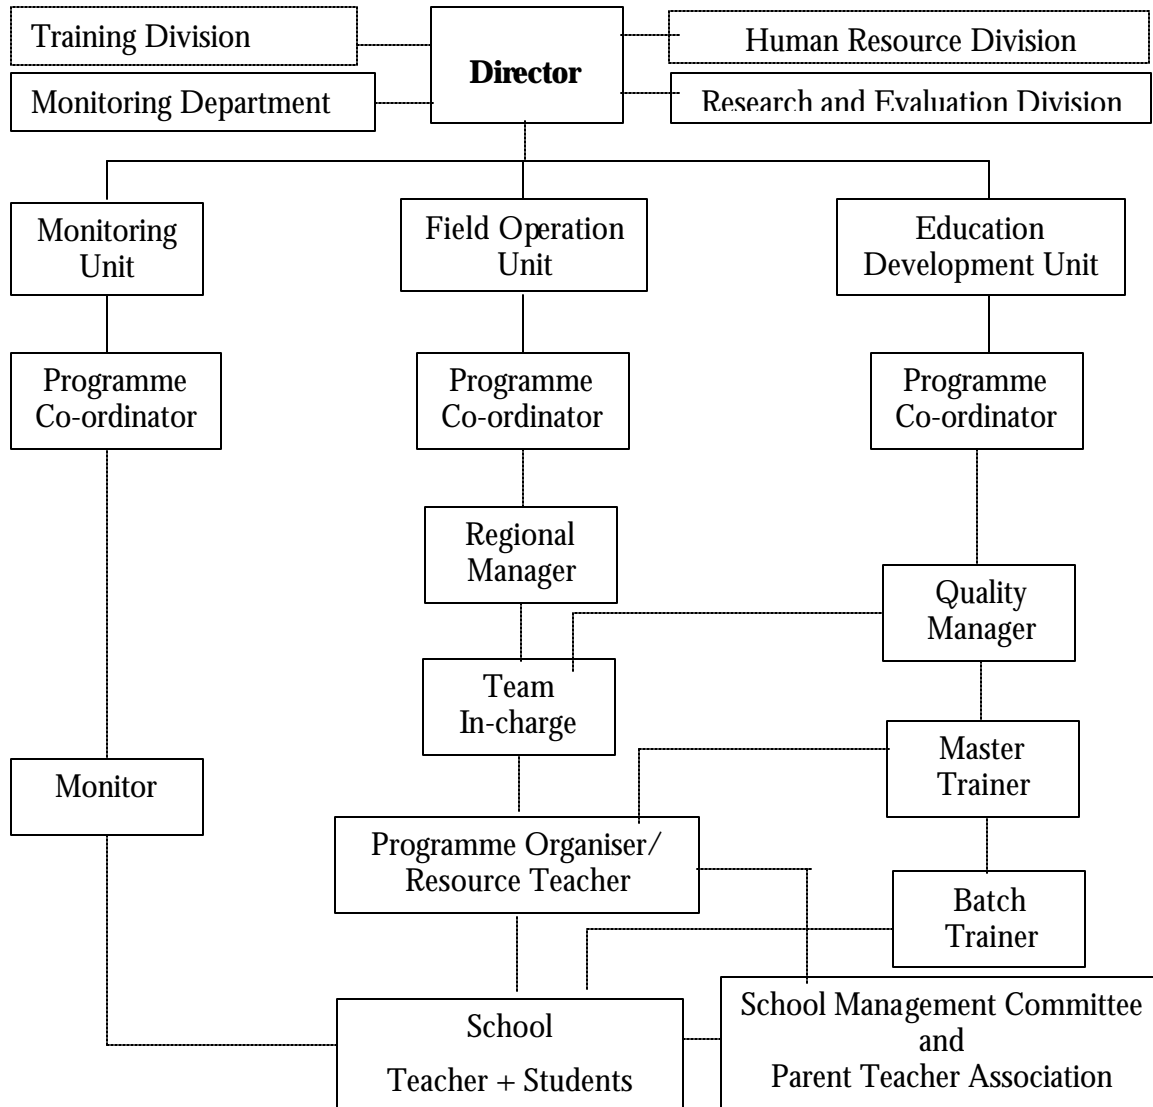 Training Division
Director
Human Resource Division
Monitoring Department
Research and Evaluation Division
Monitoring
Unit
Field Operation
Unit
Education
Development Unit
Programme
Co-ordinator
Programme
Co-ordinator
Programme
Co-ordinator
Regional
Manager
Quality
Manager
Team
In-charge
Master
Trainer
Monitor
Programme Organiser/
Resource Teacher
Batch
Trainer
School
Teacher + Students
School Management Committee
and
Parent Teacher Association